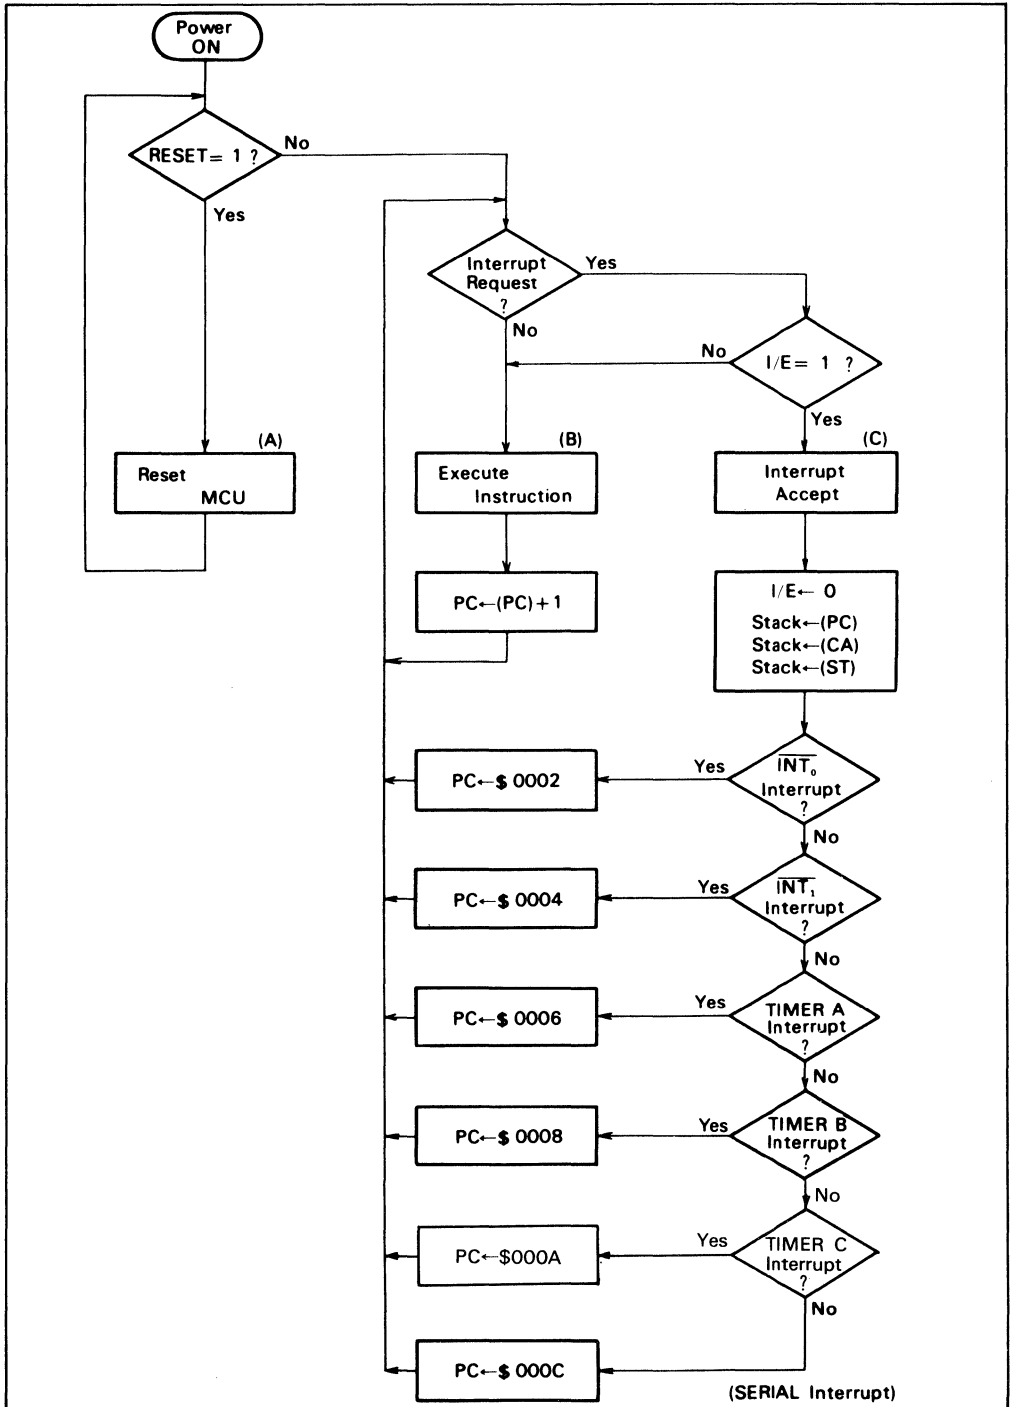 Power
ON
RESET= 1 ?
No
Yes
Interrupt
Request
?
Yes
No
I/E= 1 ?
No
Yes
(A)
Reset
MCU
(B)
Execute
Instruction
(C)
Interrupt
Accept
PC←(PC)+1
I/E← 0
Stack←(PC)
Stack←(CA)
Stack←(ST)
INT₀
Interrupt
?
Yes
PC←$ 0002
No
INT₁
Interrupt
?
Yes
PC←$ 0004
No
TIMER A
Interrupt
?
Yes
PC←$ 0006
No
TIMER B
Interrupt
?
Yes
PC←$ 0008
No
TIMER C
Interrupt
?
Yes
PC←$000A
No
PC←$ 000C
(SERIAL Interrupt)